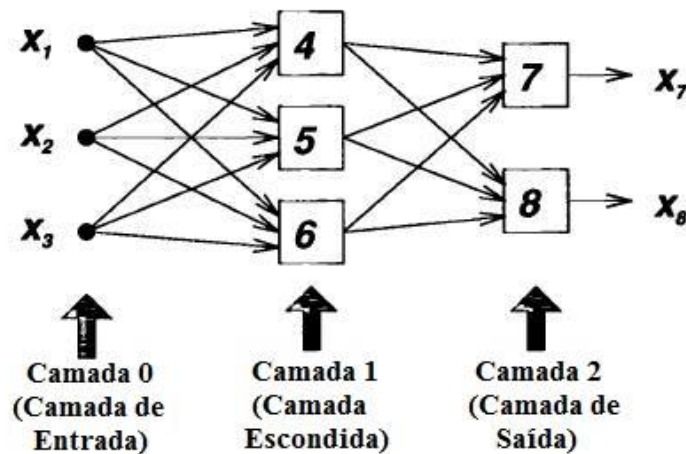 X₁
4
7
X₇
X₂
5
8
X₈
X₃
6
Camada 0
(Camada de
Entrada)
Camada 1
(Camada
Escondida)
Camada 2
(Camada de
Saída)